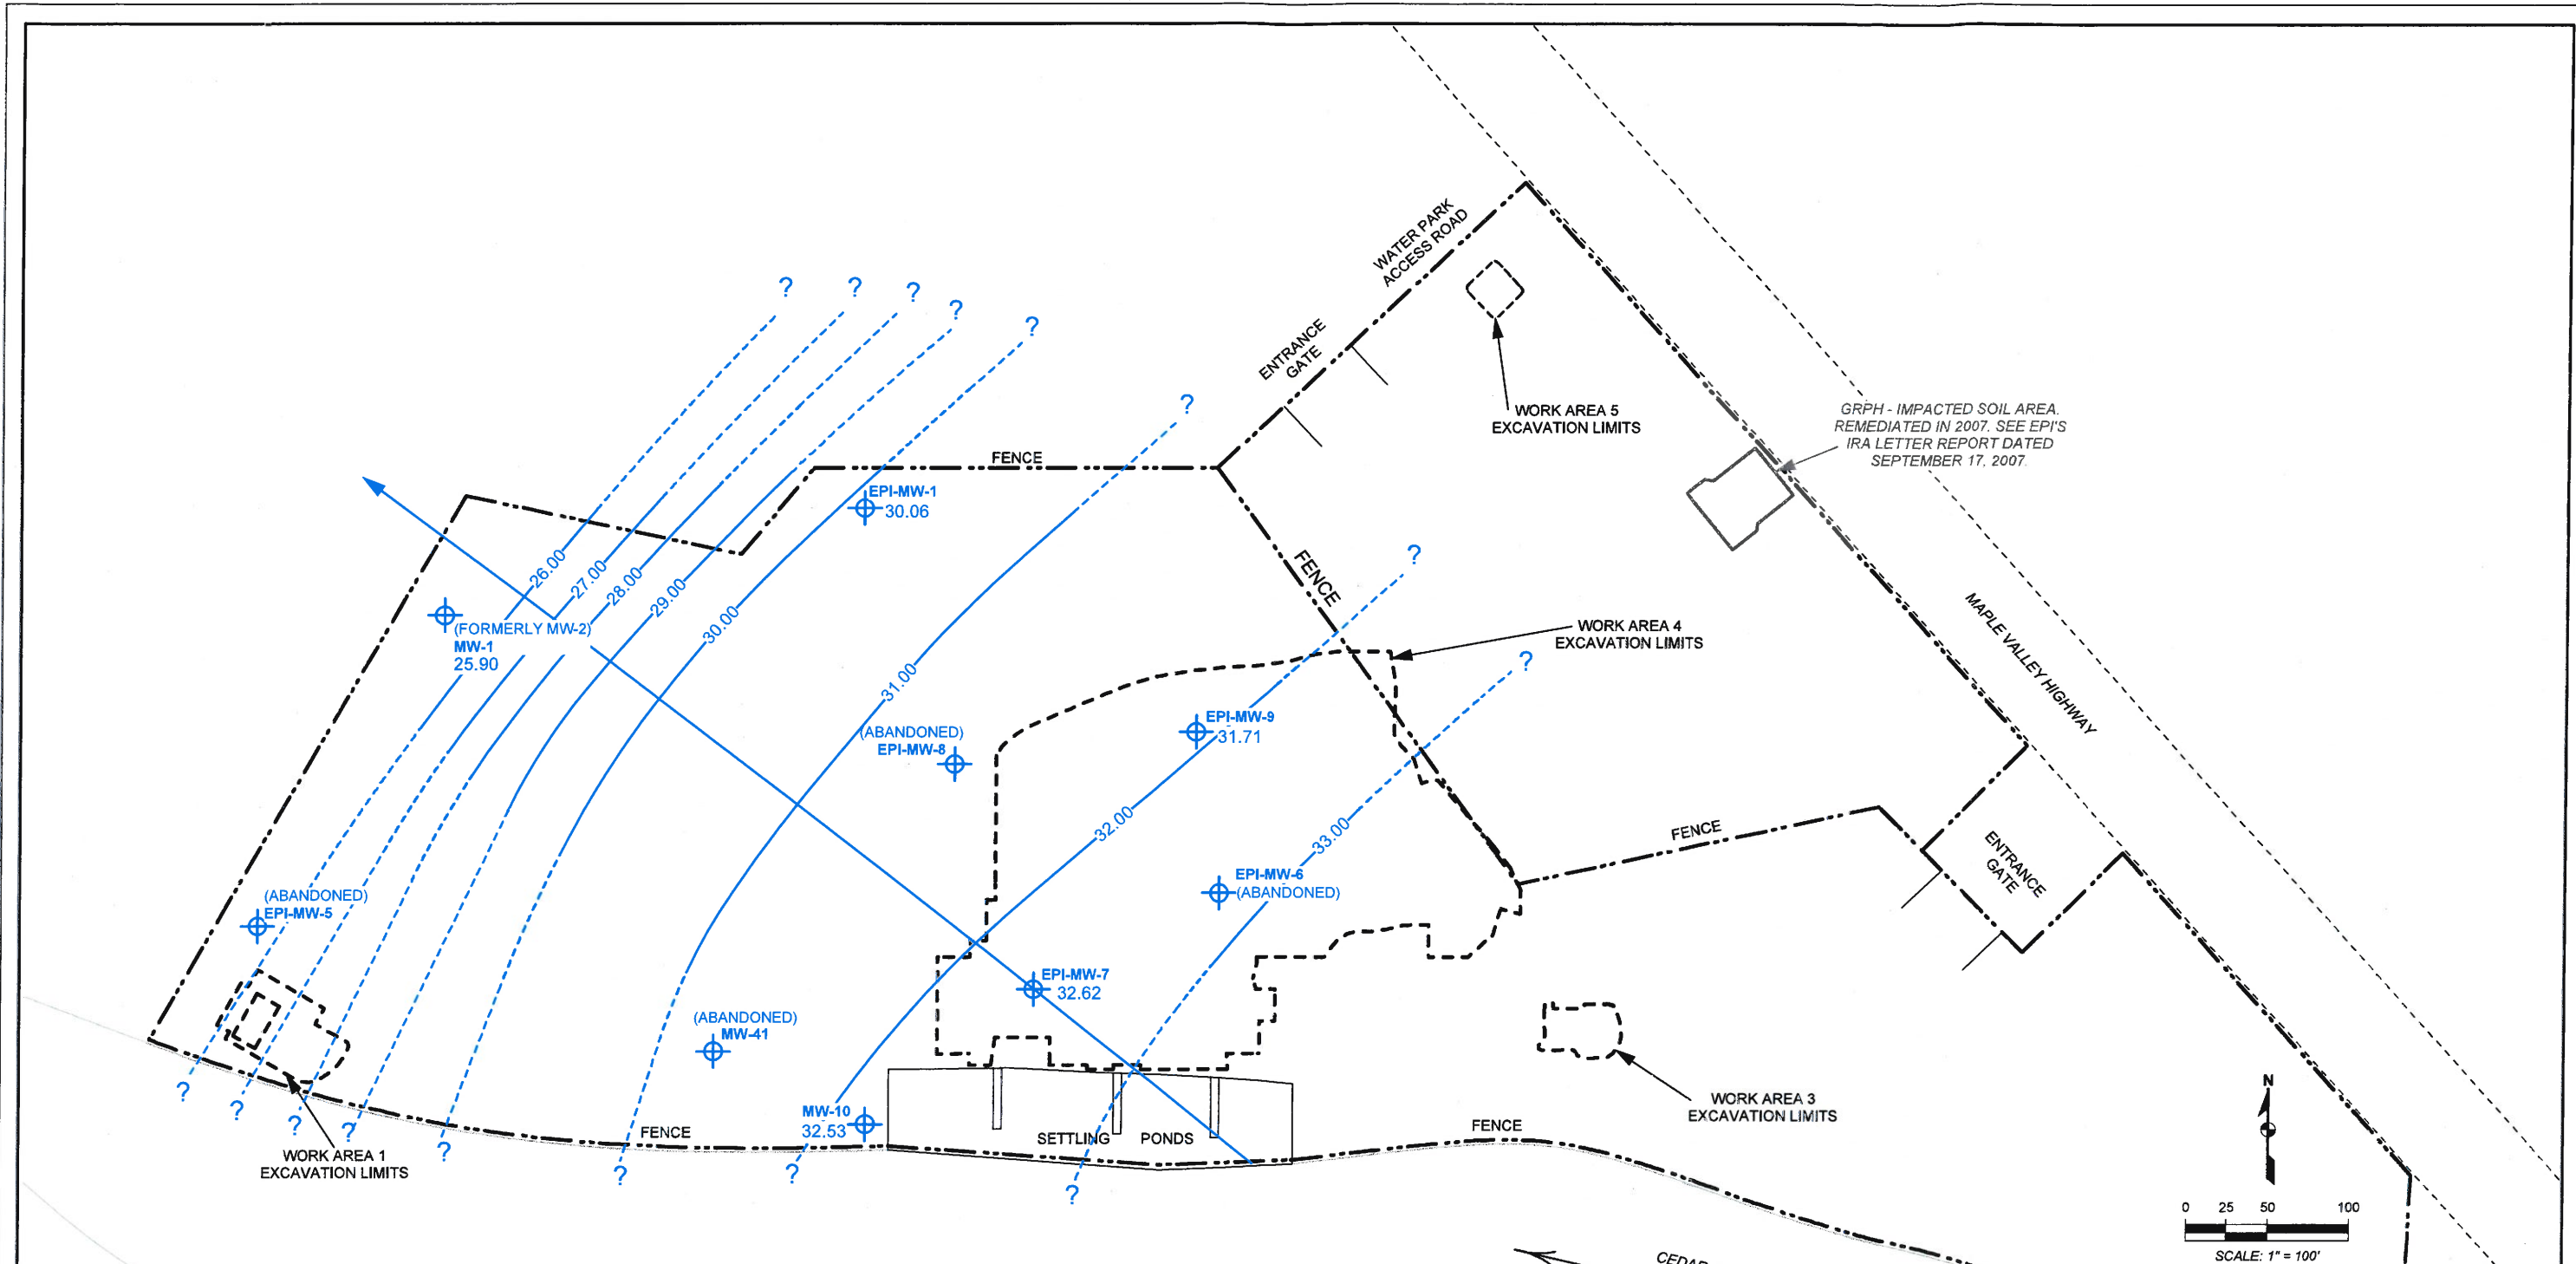 WATER PARK
ACCESS ROAD
ENTRANCE
GATE
WORK AREA 5
EXCAVATION LIMITS
GRPH - IMPACTED SOIL AREA.
REMEDIATED IN 2007. SEE EPI'S
IRA LETTER REPORT DATED
SEPTEMBER 17, 2007.
? ? ? ? ?
?
FENCE
EPI-MW-1
30.06
26.00
27.00
28.00
29.00
30.00
31.00
(FORMERLY MW-2)
MW-1
25.90
FENCE
?
WORK AREA 4
EXCAVATION LIMITS
?
MAPLE VALLEY HIGHWAY
(ABANDONED)
EPI-MW-8
EPI-MW-9
31.71
32.00
33.00
FENCE
ENTRANCE
GATE
EPI-MW-6
(ABANDONED)
(ABANDONED)
EPI-MW-5
EPI-MW-7
32.62
(ABANDONED)
MW-41
MW-10
32.53
SETTLING PONDS
FENCE
FENCE
WORK AREA 3
EXCAVATION LIMITS
? ? ? ? ? ? ? ?
WORK AREA 1
EXCAVATION LIMITS
N
0 25 50 100
SCALE: 1" = 100'
CEDAR